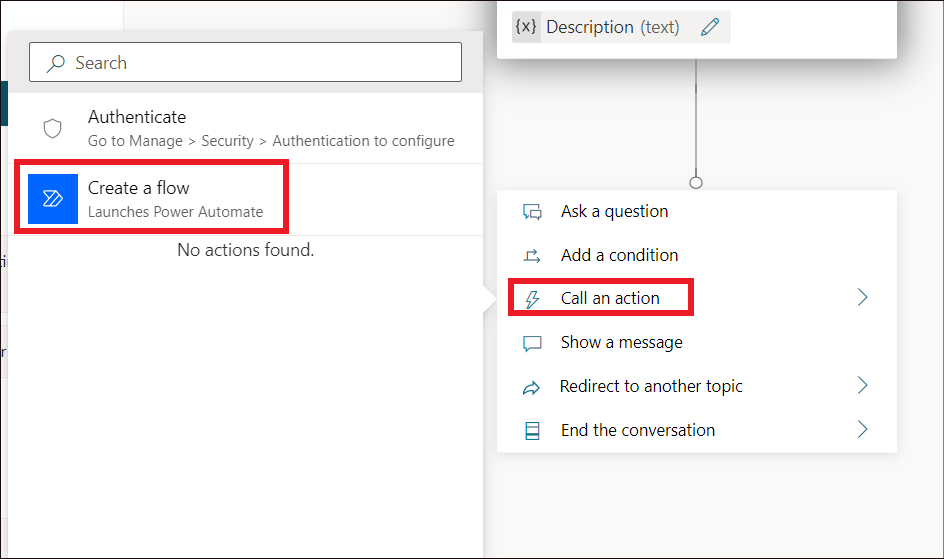 {x} Description (text)
Search
Authenticate
Go to Manage > Security > Authentication to configure
Create a flow
Launches Power Automate
No actions found.
Ask a question
Add a condition
Call an action
Show a message
Redirect to another topic
End the conversation